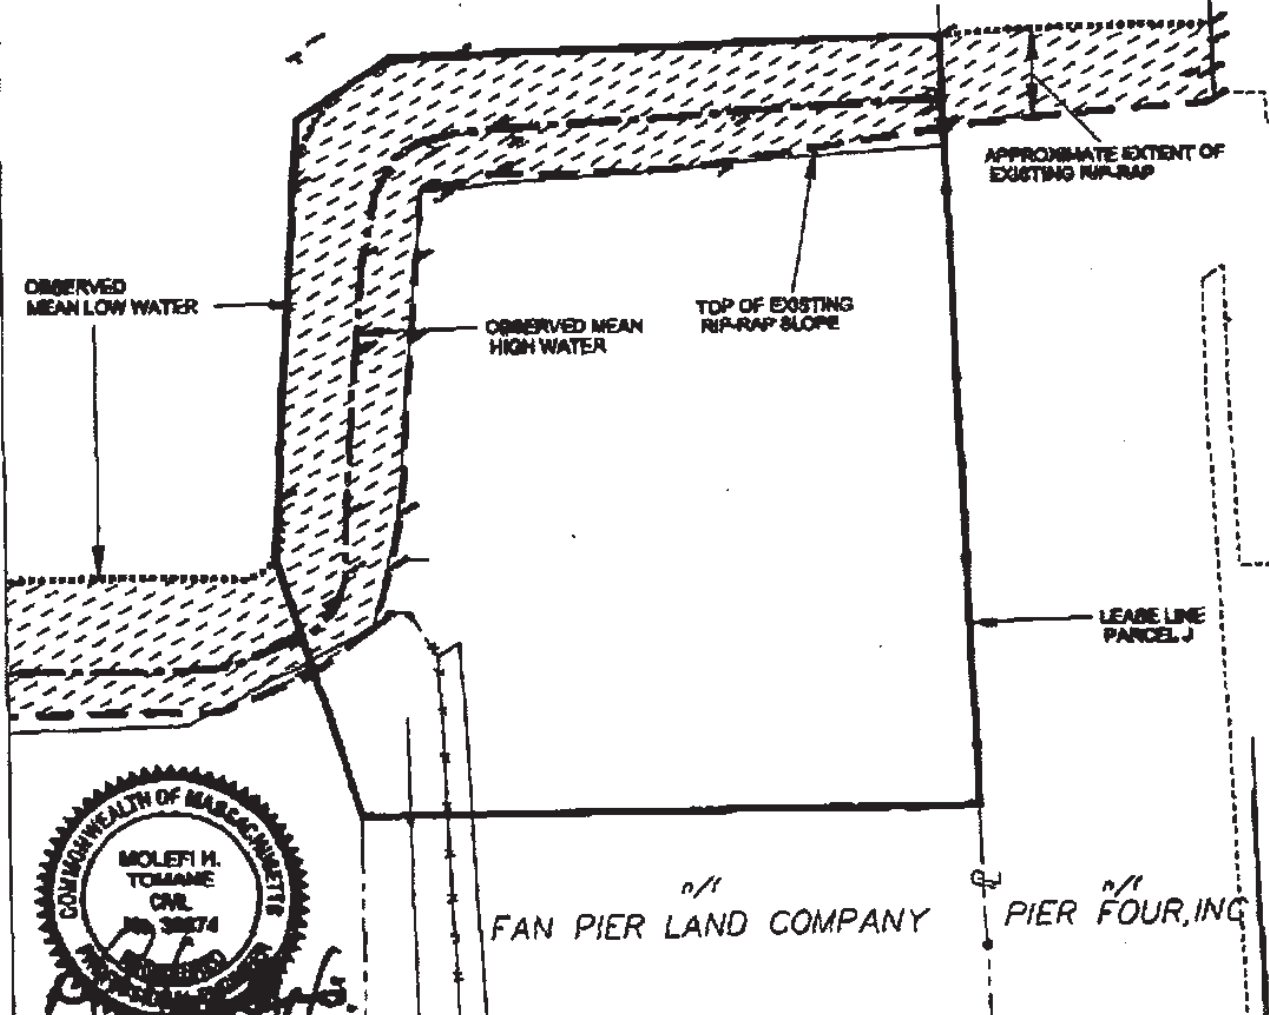 APPROXIMATE EXTENT OF
EXISTING RIP-RAP
OBSERVED
MEAN LOW WATER
TOP OF EXISTING
RIP-RAP SLOPE
OBSERVED MEAN
HIGH WATER
LEASE LINE
PARCEL J
COMMONWEALTH OF MASSACHUSETTS
MOLEFI H.
TOMANE
CIVIL
No.
n/f
FAN PIER LAND COMPANY
n/f
PIER FOUR, INC